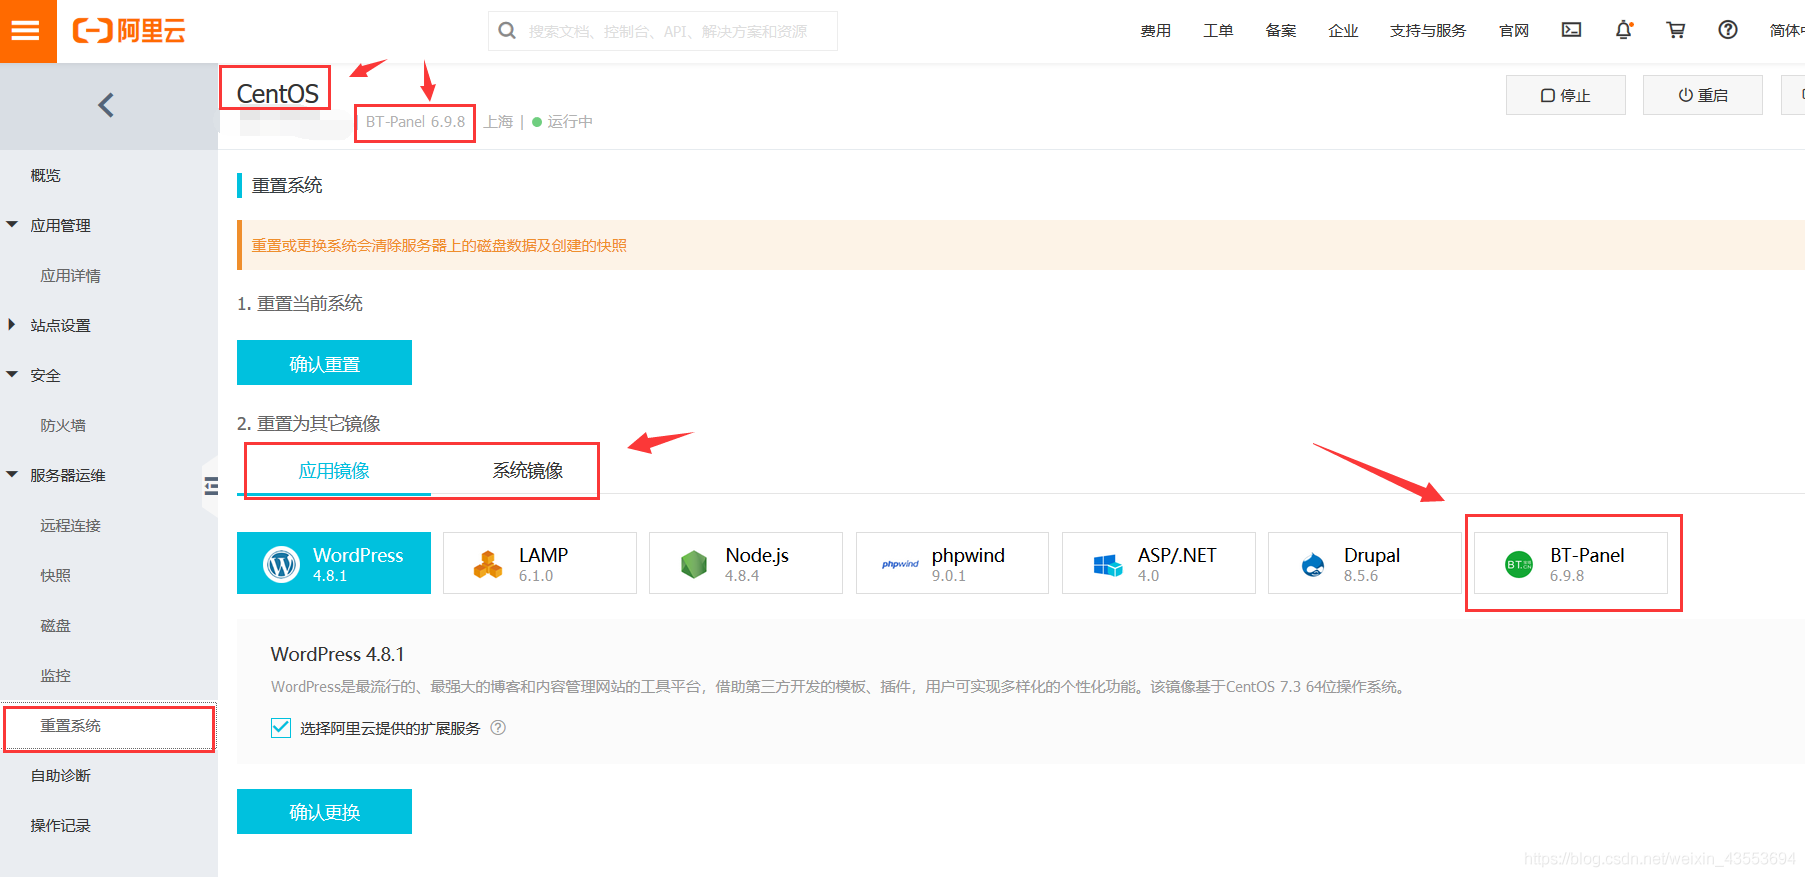 阿里云
搜索文档、控制台、API、解决方案和资源
费用 工单 备案 企业 支持与服务 官网 简体中
CentOS
BT-Panel 6.9.8 上海 | 运行中
停止
重启
概览
应用管理
应用详情
站点设置
安全
防火墙
服务器运维
远程连接
快照
磁盘
监控
重置系统
自助诊断
操作记录
重置系统
重置或更换系统会清除服务器上的磁盘数据及创建的快照
1. 重置当前系统
确认重置
2. 重置为其它镜像
应用镜像 系统镜像
WordPress
4.8.1
LAMP
6.1.0
Node.js
4.8.4
phpwind
phpwind
9.0.1
ASP/.NET
4.0
Drupal
8.5.6
BT-Panel
6.9.8
WordPress 4.8.1
WordPress是最流行的、最强大的博客和内容管理网站的工具平台，借助第三方开发的模板、插件，用户可实现多样化的个性化功能。该镜像基于CentOS 7.3 64位操作系统。
选择阿里云提供的扩展服务
确认更换
https://blog.csdn.net/weixin_43553694